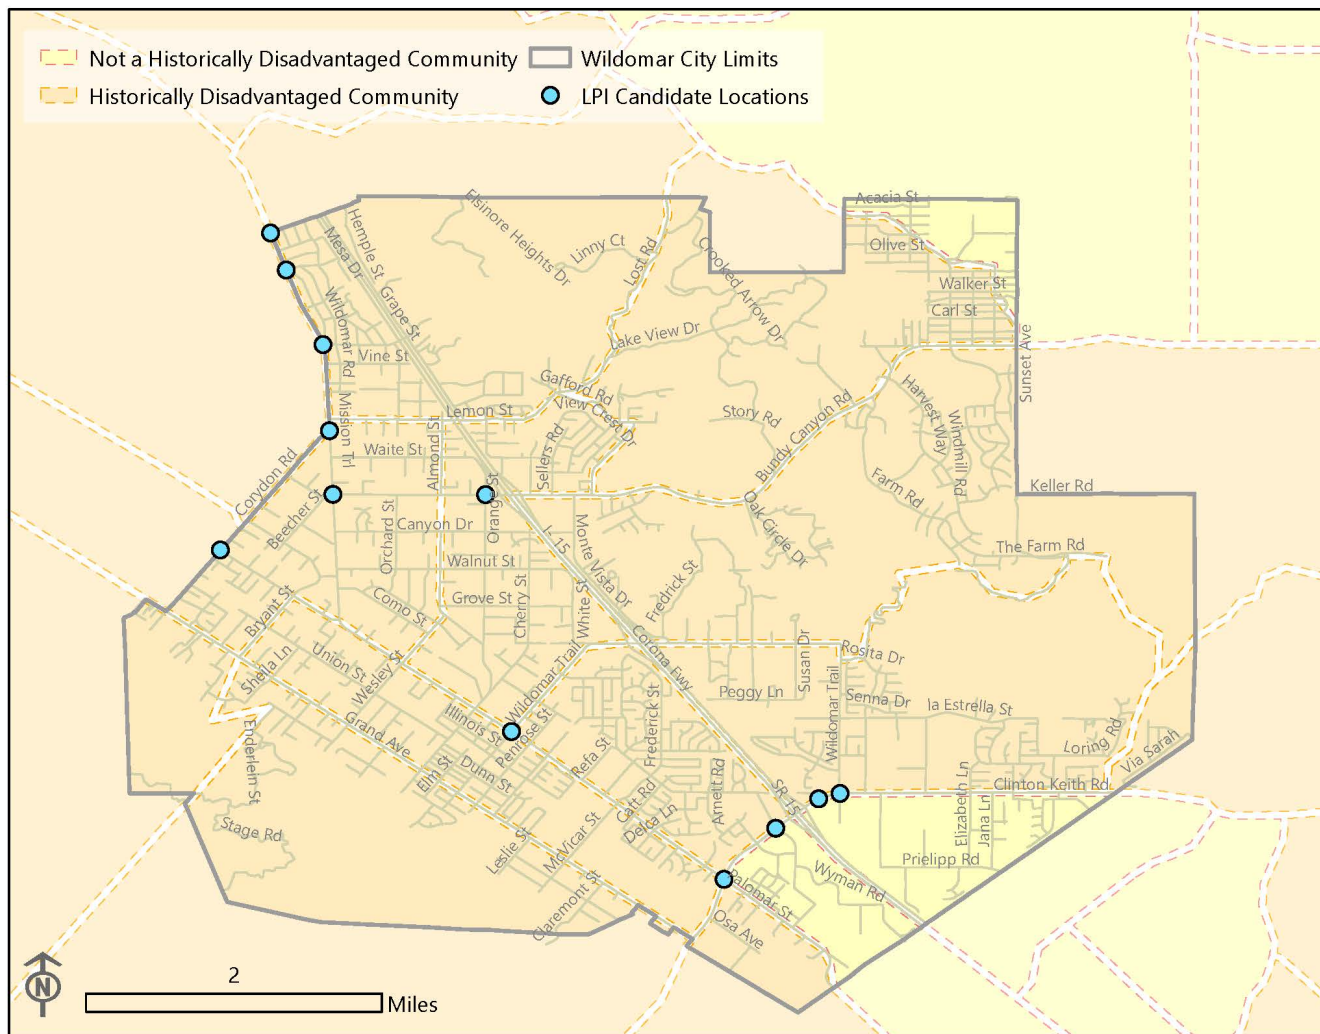 Not a Historically Disadvantaged Community
Wildomar City Limits
Historically Disadvantaged Community
LPI Candidate Locations
Acacia St
Elsinore Heights Dr
Hemple St
Mesa Dr
Linny Ct
Lost Rd
Crooked Arrow Dr
Olive St
Walker St
Carl St
Grape St
Wildomar Rd
Lake View Dr
Vine St
Sunset Ave
Gafford Rd
View Crest Dr
Harvest Way
Windmill Rd
Lemon St
Story Rd
Bundy Canyon Rd
Mission Trl
Almond St
Waite St
Sellers Rd
Corydon Rd
Farm Rd
Keller Rd
Beecher St
Orange St
Oak Circle Dr
Orchard St
Canyon Dr
I- 15
Monte Vista Dr
The Farm Rd
Walnut St
Fredrick St
Bryant St
Como St
Grove St
Cherry St
White St
Corona Fwy
Sheila Ln
Union St
Wesley St
Wildomar Trail
Susan Dr
Rosita Dr
Peggy Ln
Senna Dr
la Estrella St
Wildomar Trail
Frederick St
Illinois St
Penrose St
Grand Ave
Enderlein St
Refa St
Loring Rd
Via Sarah
Elm St
Dunn St
Catt Rd
Delca Ln
Arnett Rd
SR 15
Clinton Keith Rd
Elizabeth Ln
Jana Ln
Stage Rd
Leslie St
McVicar St
Prielipp Rd
Wyman Rd
Palomar St
Claremont St
Osa Ave
N
2
Miles